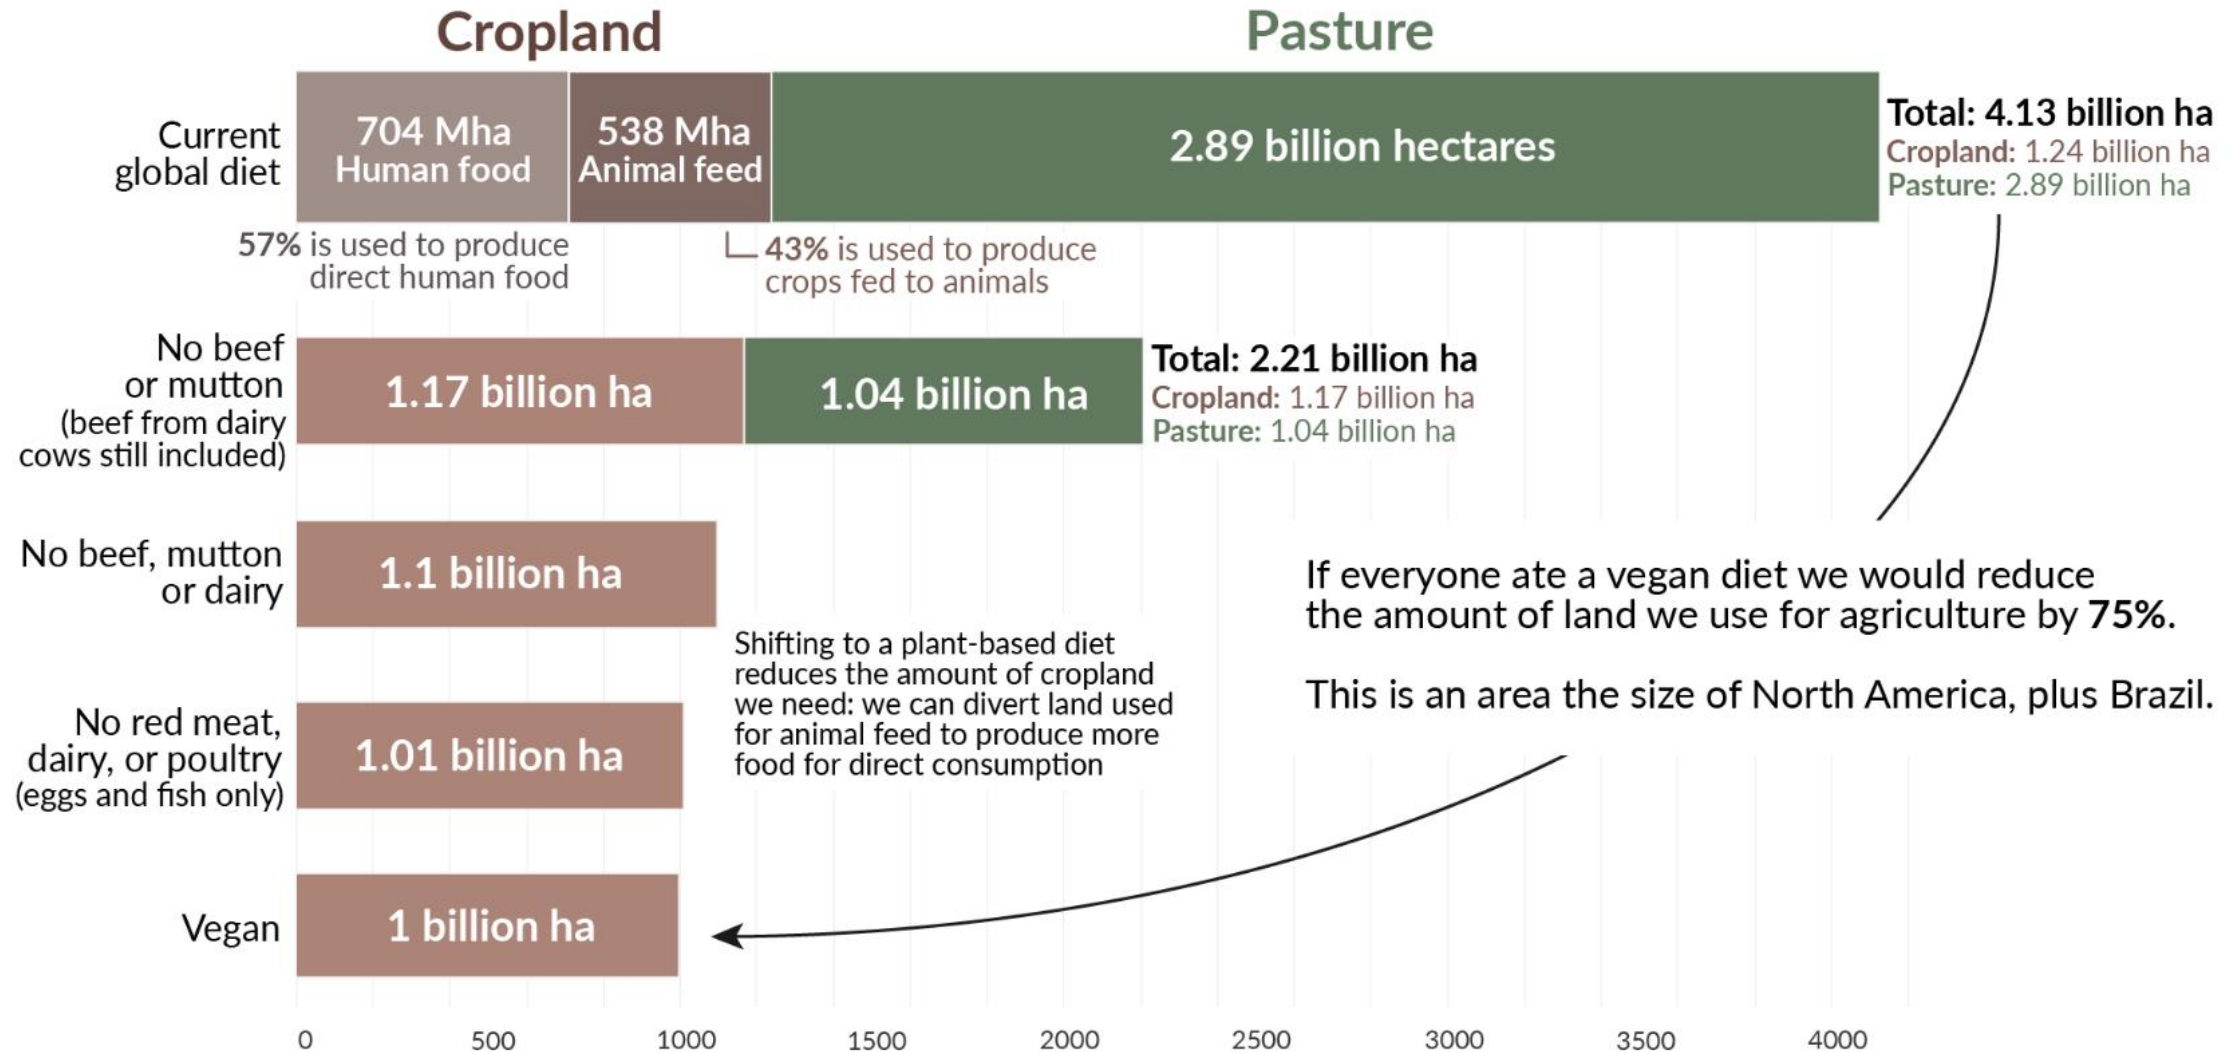 Cropland
Pasture
Current
global diet
704 Mha
Human food
538 Mha
Animal feed
2.89 billion hectares
Total: 4.13 billion ha
Cropland: 1.24 billion ha
Pasture: 2.89 billion ha
57% is used to produce
direct human food
43% is used to produce
crops fed to animals
No beef
or mutton
(beef from dairy
cows still included)
1.17 billion ha
1.04 billion ha
Total: 2.21 billion ha
Cropland: 1.17 billion ha
Pasture: 1.04 billion ha
No beef, mutton
or dairy
1.1 billion ha
If everyone ate a vegan diet we would reduce
the amount of land we use for agriculture by 75%.
This is an area the size of North America, plus Brazil.
Shifting to a plant-based diet
reduces the amount of cropland
we need: we can divert land used
for animal feed to produce more
food for direct consumption
No red meat,
dairy, or poultry
(eggs and fish only)
1.01 billion ha
Vegan
1 billion ha
0 500 1000 1500 2000 2500 3000 3500 4000